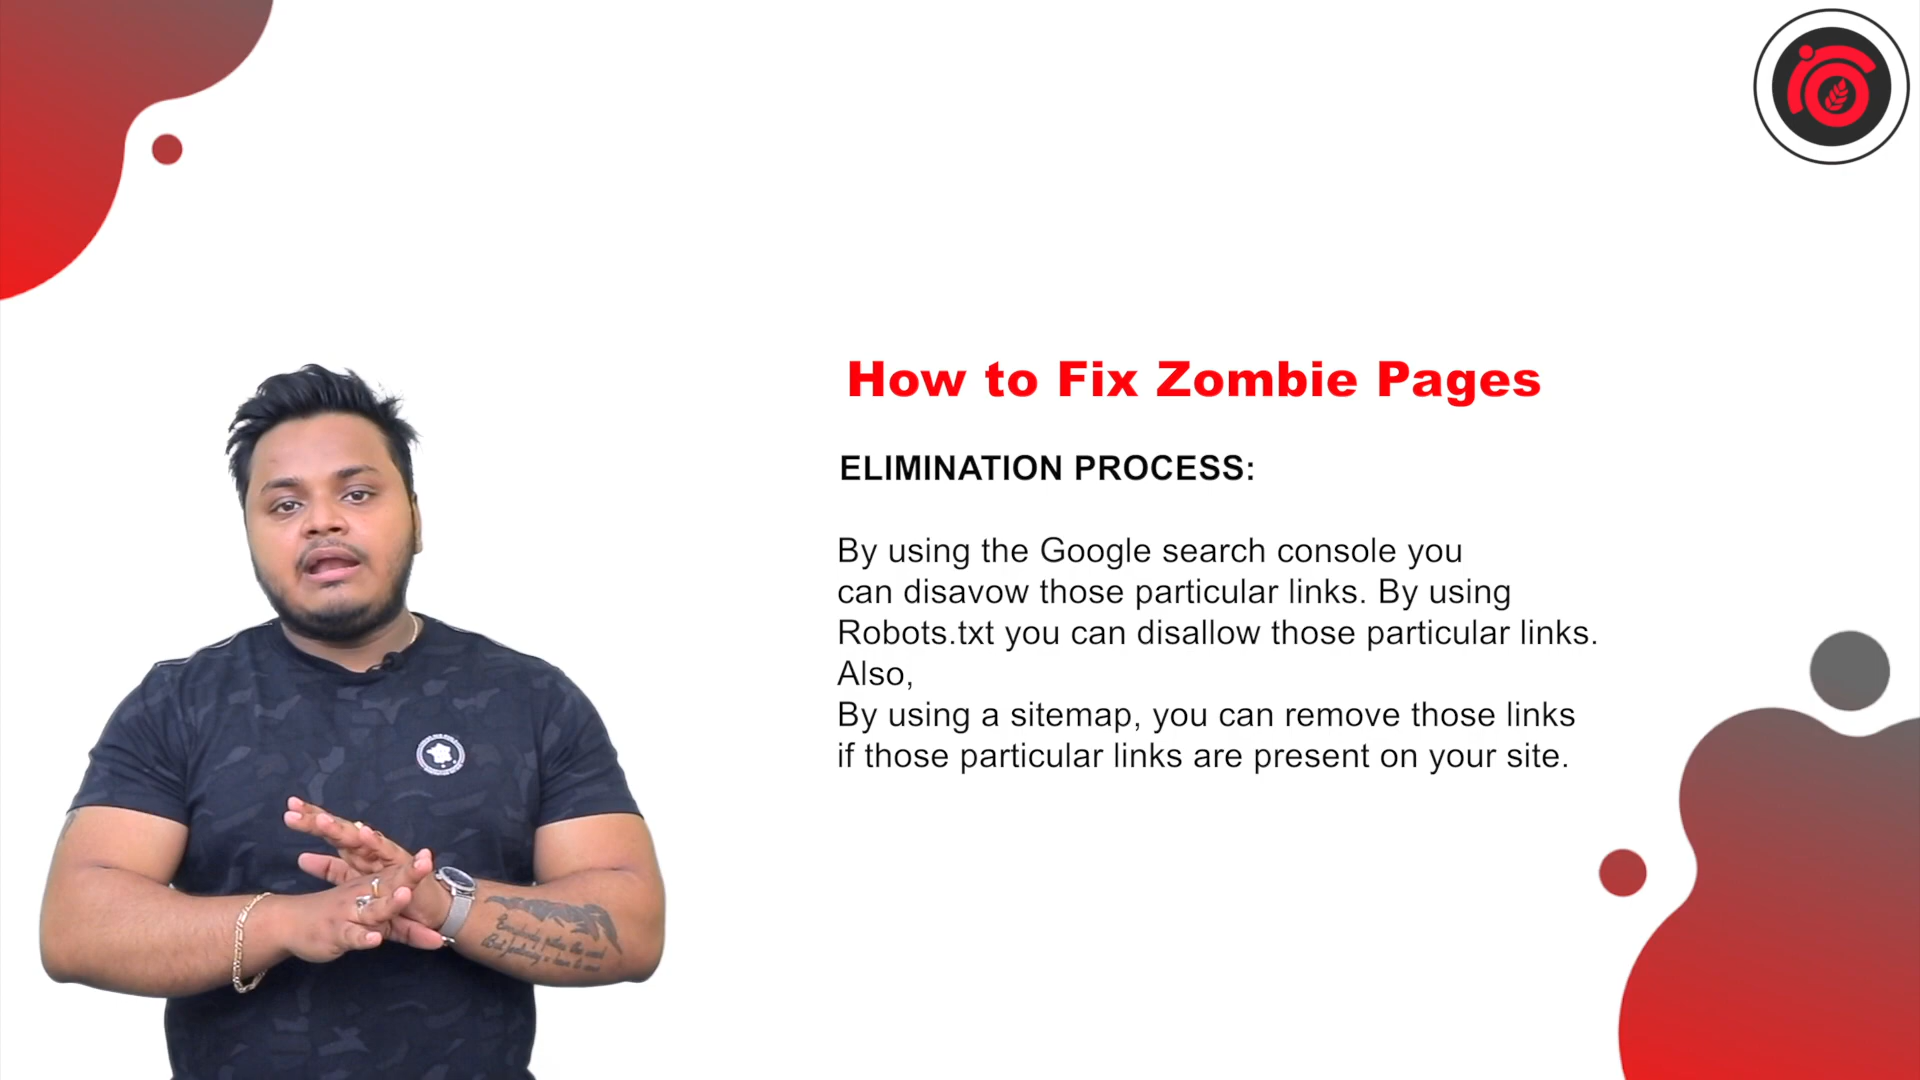 How to Fix Zombie Pages
ELIMINATION PROCESS:
By using the Google search console you
can disavow those particular links. By using
Robots.txt you can disallow those particular links.
Also,
By using a sitemap, you can remove those links
if those particular links are present on your site.